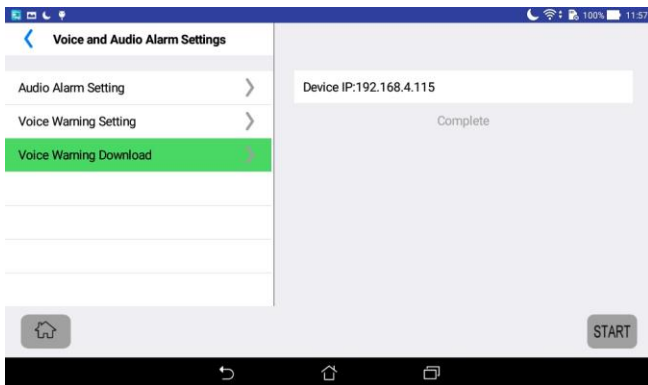 100% 11:57
Voice and Audio Alarm Settings
Audio Alarm Setting
Device IP:192.168.4.115
Voice Warning Setting
Complete
Voice Warning Download
START